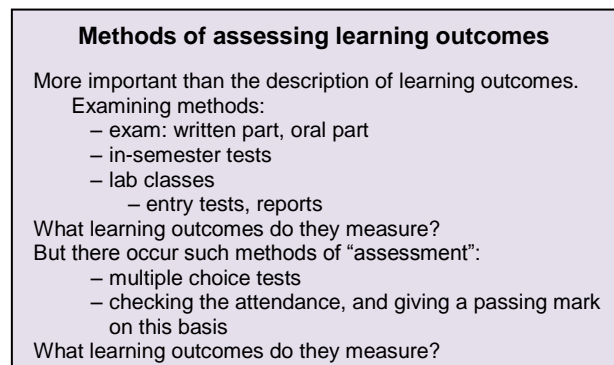 Methods of assessing learning outcomes
More important than the description of learning outcomes.
Examining methods:
– exam: written part, oral part
– in-semester tests
– lab classes
– entry tests, reports
What learning outcomes do they measure?
But there occur such methods of “assessment”:
– multiple choice tests
– checking the attendance, and giving a passing mark
on this basis
What learning outcomes do they measure?